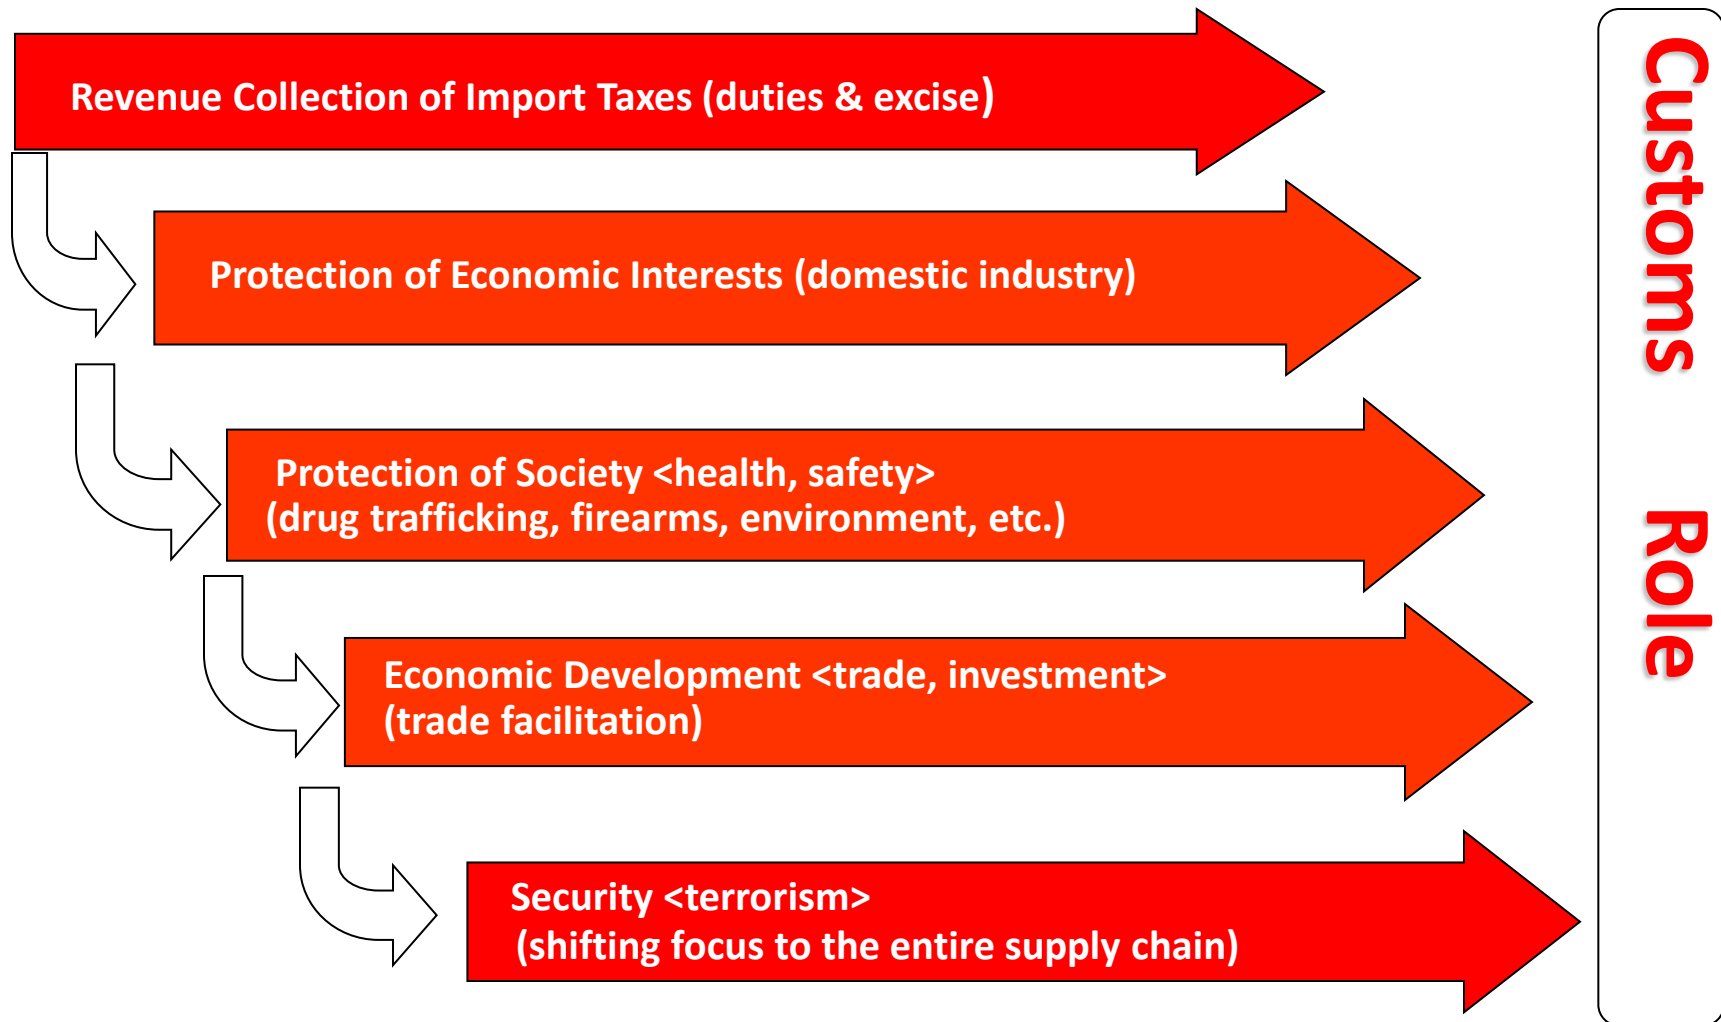 Revenue Collection of Import Taxes (duties & excise)
Protection of Economic Interests (domestic industry)
Protection of Society <health, safety>
(drug trafficking, firearms, environment, etc.)
Economic Development <trade, investment>
(trade facilitation)
Security <terrorism>
(shifting focus to the entire supply chain)
Customs Role